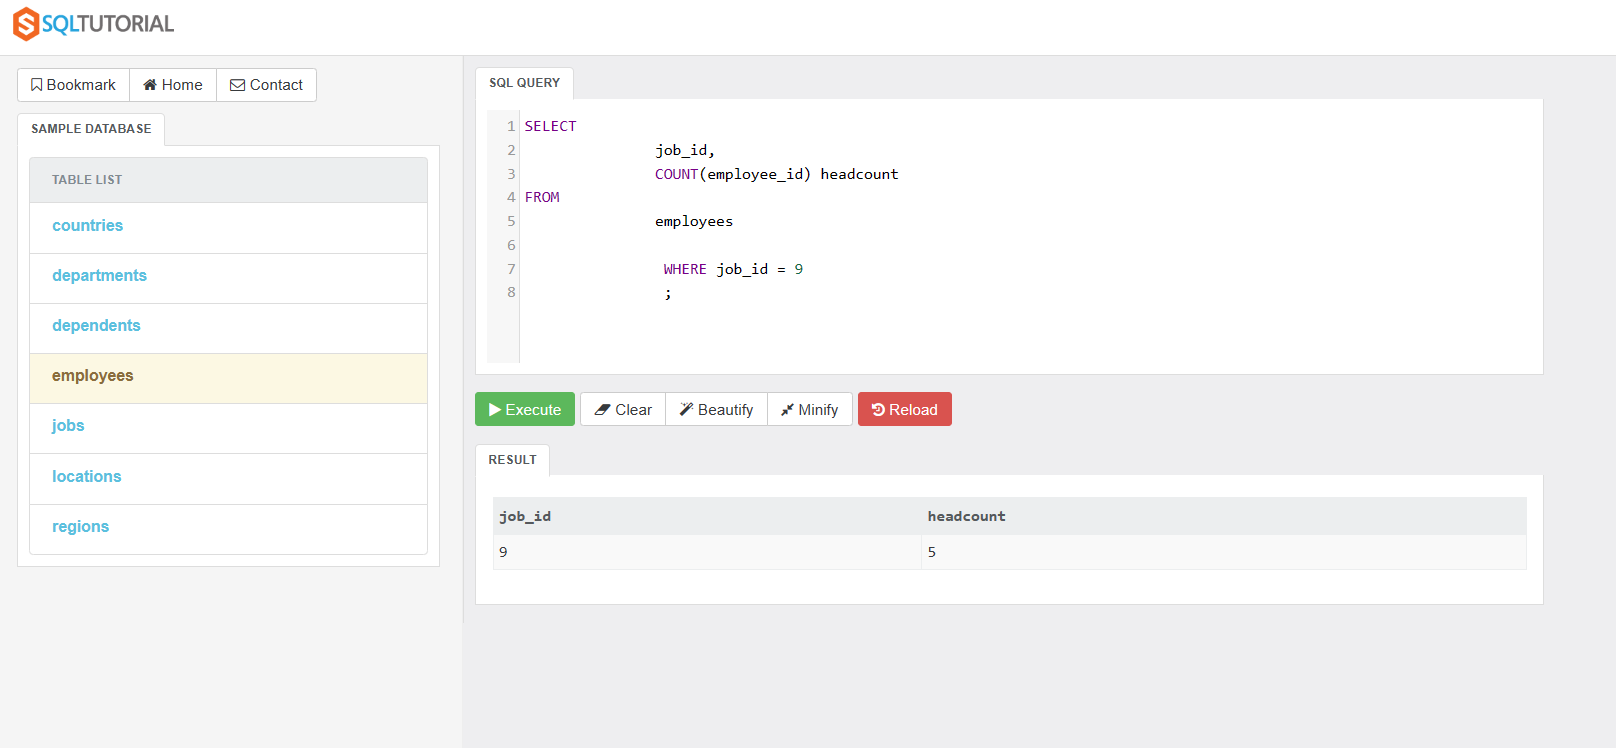 SQLTUTORIAL
Bookmark Home Contact
SAMPLE DATABASE
TABLE LIST
countries
departments
dependents
employees
jobs
locations
regions
SQL QUERY
1 SELECT
2 job_id,
3 COUNT(employee_id) headcount
4 FROM
5 employees
6
7 WHERE job_id = 9
8 ;
Execute Clear Beautify Minify Reload
RESULT
job_id headcount
9 5